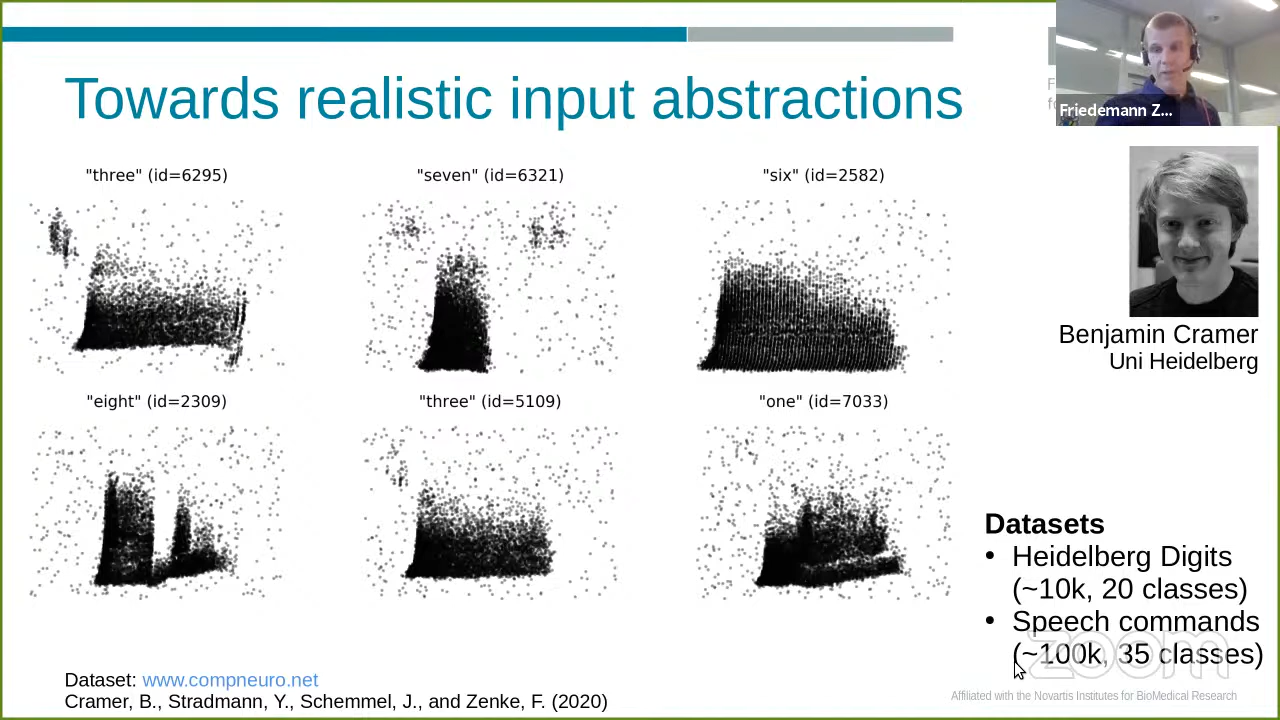 Towards realistic input abstractions
Friedemann Z...
"three" (id=6295)
"seven" (id=6321)
"six" (id=2582)
"eight" (id=2309)
"three" (id=5109)
"one" (id=7033)
Benjamin Cramer
Uni Heidelberg
Datasets
• Heidelberg Digits
(~10k, 20 classes)
• Speech commands
(~100k, 35 classes)
zoom
Dataset: www.compneuro.net
Cramer, B., Stradmann, Y., Schemmel, J., and Zenke, F. (2020)
Affiliated with the Novartis Institutes for BioMedical Research